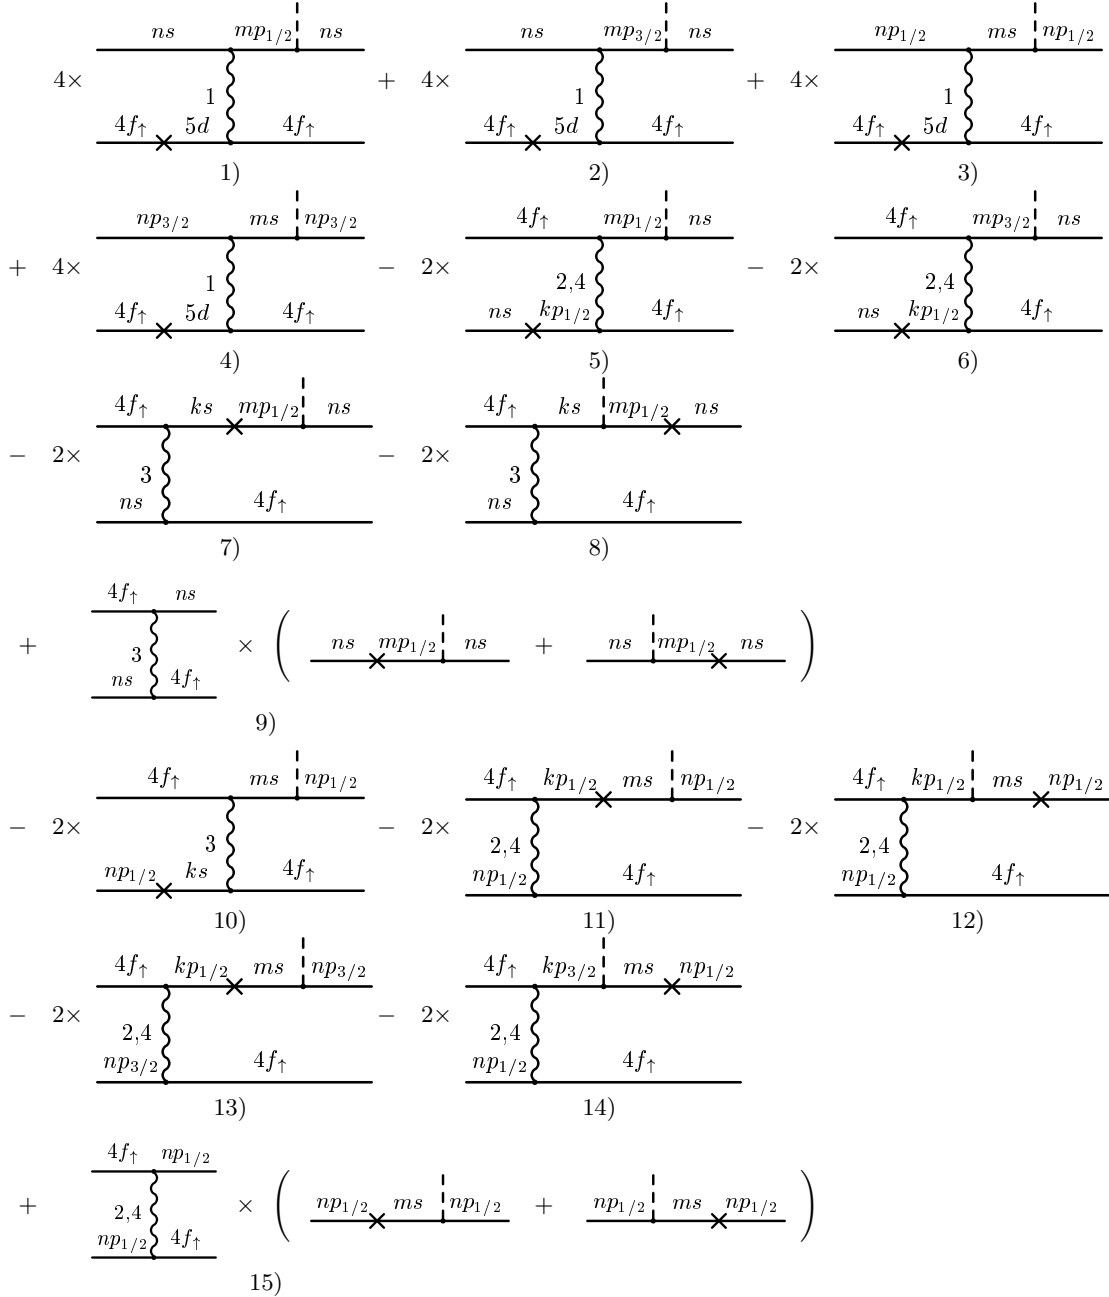 ns mp₁/₂ ns ns mp₃/₂ ns np₁/₂ ms np₁/₂
4× + 4× + 4×
1 1 1
4f↑ 5d 4f↑ 4f↑ 5d 4f↑ 4f↑ 5d 4f↑
1) 2) 3)
np₃/₂ ms np₃/₂ 4f↑ mp₁/₂ ns 4f↑ mp₃/₂ ns
+ 4× − 2× − 2×
1 2,4 2,4
4f↑ 5d 4f↑ ns kp₁/₂ 4f↑ ns kp₁/₂ 4f↑
4) 5) 6)
4f↑ ks mp₁/₂ ns 4f↑ ks mp₁/₂ ns
− 2× − 2×
3 3
ns 4f↑ ns 4f↑
7) 8)
4f↑ ns
+ 3 × ( ns mp₁/₂ ns + ns mp₁/₂ ns )
ns 4f↑
9)
4f↑ ms np₁/₂ 4f↑ kp₁/₂ ms np₁/₂ 4f↑ kp₁/₂ ms np₁/₂
− 2× − 2× − 2×
3 2,4 2,4
np₁/₂ ks 4f↑ np₁/₂ 4f↑ np₁/₂ 4f↑
10) 11) 12)
4f↑ kp₁/₂ ms np₃/₂ 4f↑ kp₃/₂ ms np₁/₂
− 2× − 2×
2,4 2,4
np₃/₂ 4f↑ np₁/₂ 4f↑
13) 14)
4f↑ np₁/₂
+ 2,4 × ( np₁/₂ ms np₁/₂ + np₁/₂ ms np₁/₂ )
np₁/₂ 4f↑
15)